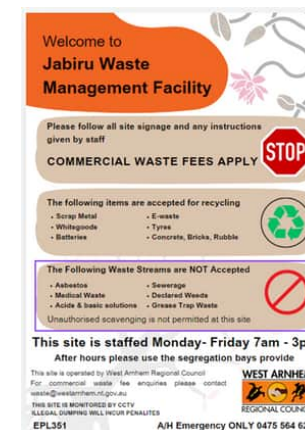 Welcome to
Jabiru Waste
Management Facility
Please follow all site signage and any instructions
given by staff
COMMERCIAL WASTE FEES APPLY
STOP
The following items are accepted for recycling
• Scrap Metal
• E-waste
• Whitegoods
• Tyres
• Batteries
• Concrete, Bricks, Rubble
The Following Waste Streams are NOT Accepted
• Asbestos
• Sewerage
• Medical Waste
• Declared Weeds
• Acids & basic solutions
• Grease Trap Waste
Unauthorised scavenging is not permitted at this site
This site is staffed Monday- Friday 7am - 3p
After hours please use the segregation bays provide
This site is operated by West Arnhem Regional Council
For commercial waste fee enquires please contact
waste@westarnhem.nt.gov.au
WEST ARNHE
REGIONAL COUNC
THIS SITE IS MONITORED BY CCTV
ILLEGAL DUMPING WILL INCUR PENALITES
EPL351
A/H Emergency ONLY 0475 564 6